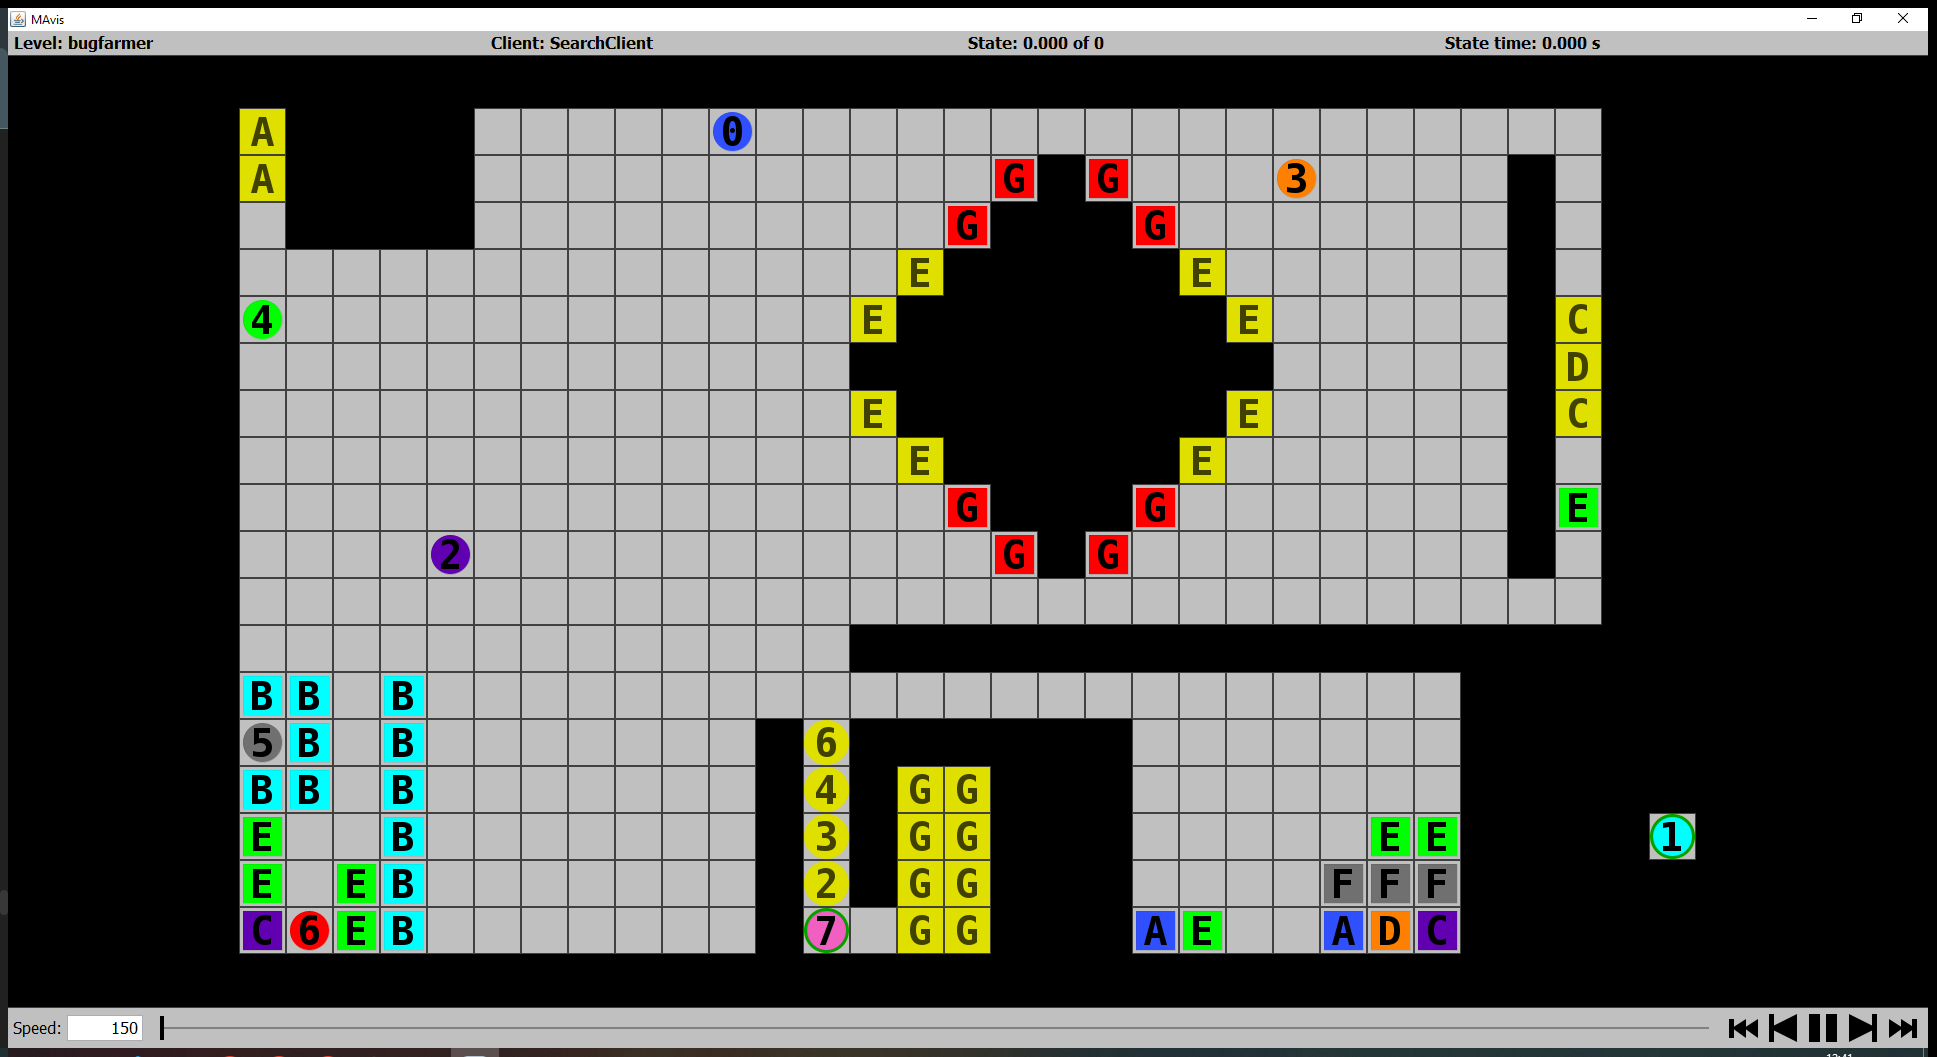 MAvis
Level: bugfarmer Client: SearchClient State: 0.000 of 0 State time: 0.000 s
A 0
A G G 3
G G
E E
4 E E C
D
E E C
E E
G G E
2 G G
B B B
5 B B 6
B B B 4 G G
E B 3 G G E E 1
E E B 2 G G F F F
C 6 E B 7 G G A E A D C
Speed: 150